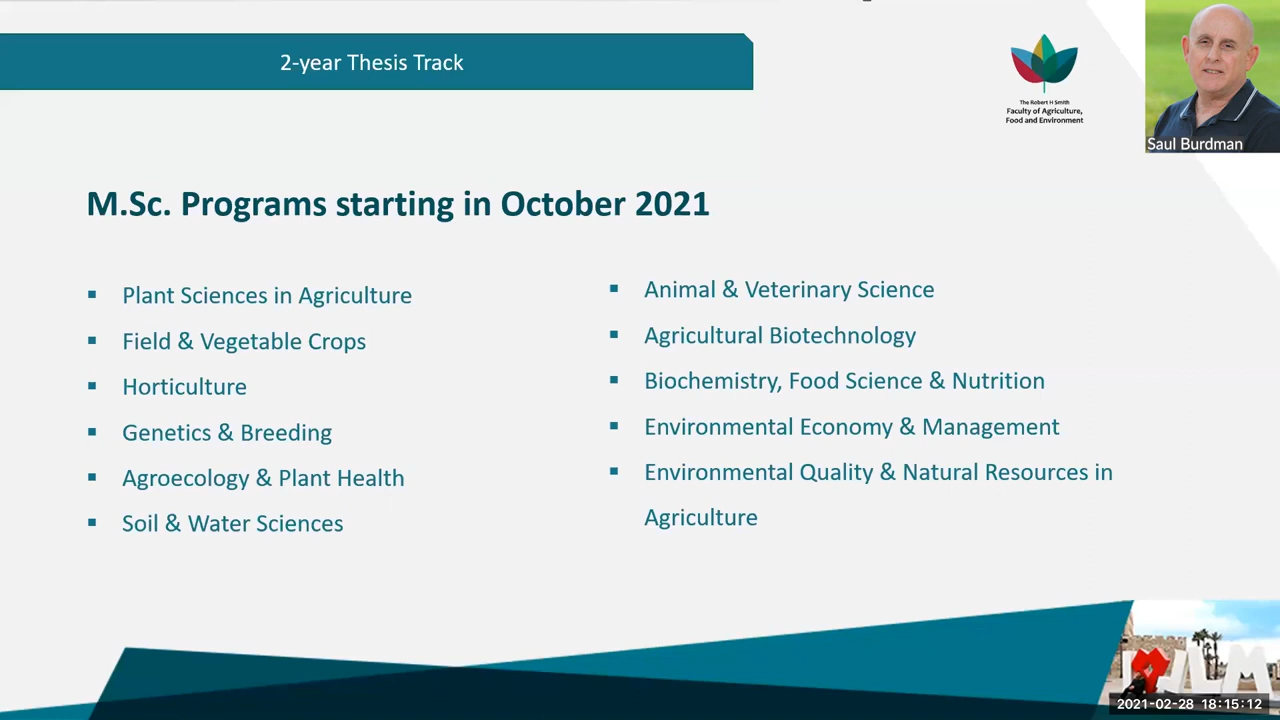 2-year Thesis Track
The Robert H Smith
Faculty of Agriculture,
Food and Environment
Saul Burdman
M.Sc. Programs starting in October 2021
Plant Sciences in Agriculture
Field & Vegetable Crops
Horticulture
Genetics & Breeding
Agroecology & Plant Health
Soil & Water Sciences
Animal & Veterinary Science
Agricultural Biotechnology
Biochemistry, Food Science & Nutrition
Environmental Economy & Management
Environmental Quality & Natural Resources in
Agriculture
JLM
2021-02-28 18:15:12